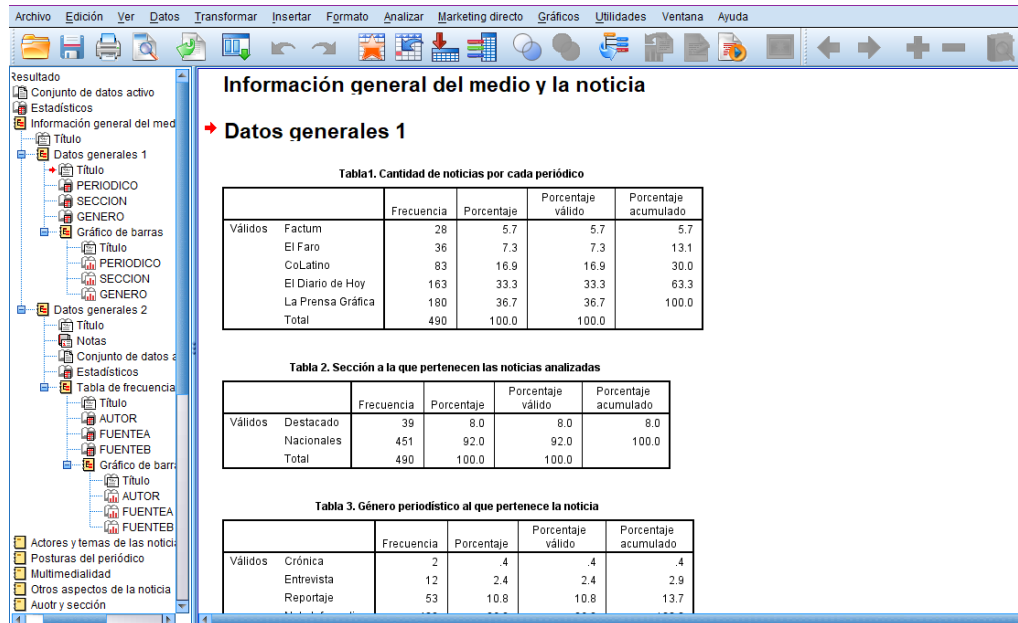 Archivo Edición Ver Datos Transformar Insertar Formato Analizar Marketing directo Gráficos Utilidades Ventana Ayuda
Resultado
Conjunto de datos activo
Estadísticos
Información general del med
Título
Datos generales 1
Título
PERIODICO
SECCION
GENERO
Gráfico de barras
Título
PERIODICO
SECCION
GENERO
Datos generales 2
Título
Notas
Conjunto de datos a
Estadísticos
Tabla de frecuencia
Título
AUTOR
FUENTEA
FUENTEB
Gráfico de barr
Título
AUTOR
FUENTEA
FUENTEB
Actores y temas de las notici
Posturas del periódico
Multimedialidad
Otros aspectos de la noticia
Auotr y sección
Información general del medio y la noticia
Datos generales 1
Tabla1. Cantidad de noticias por cada periódico
Frecuencia Porcentaje Porcentaje válido Porcentaje acumulado
Válidos Factum 28 5.7 5.7 5.7
El Faro 36 7.3 7.3 13.1
CoLatino 83 16.9 16.9 30.0
El Diario de Hoy 163 33.3 33.3 63.3
La Prensa Gráfica 180 36.7 36.7 100.0
Total 490 100.0 100.0
Tabla 2. Sección a la que pertenecen las noticias analizadas
Frecuencia Porcentaje Porcentaje válido Porcentaje acumulado
Válidos Destacado 39 8.0 8.0 8.0
Nacionales 451 92.0 92.0 100.0
Total 490 100.0 100.0
Tabla 3. Género periodístico al que pertenece la noticia
Frecuencia Porcentaje Porcentaje válido Porcentaje acumulado
Válidos Crónica 2 .4 .4 .4
Entrevista 12 2.4 2.4 2.9
Reportaje 53 10.8 10.8 13.7